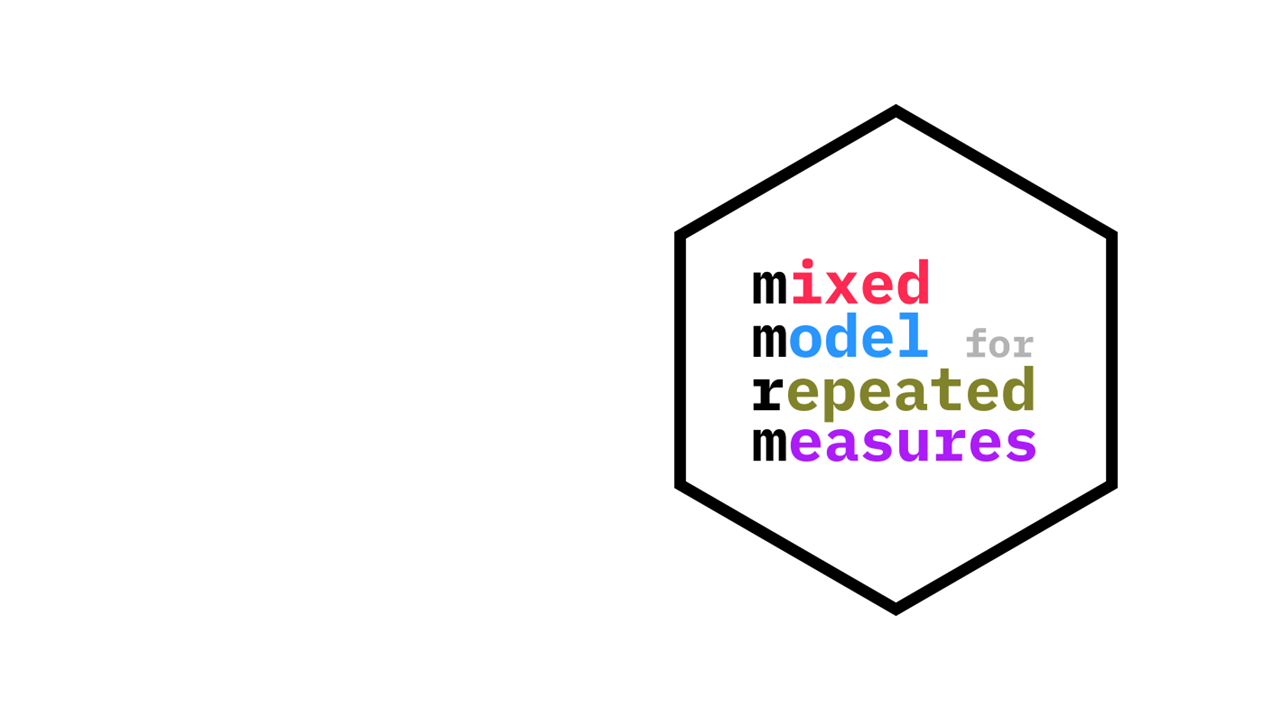 mixed
model for
repeated
measures